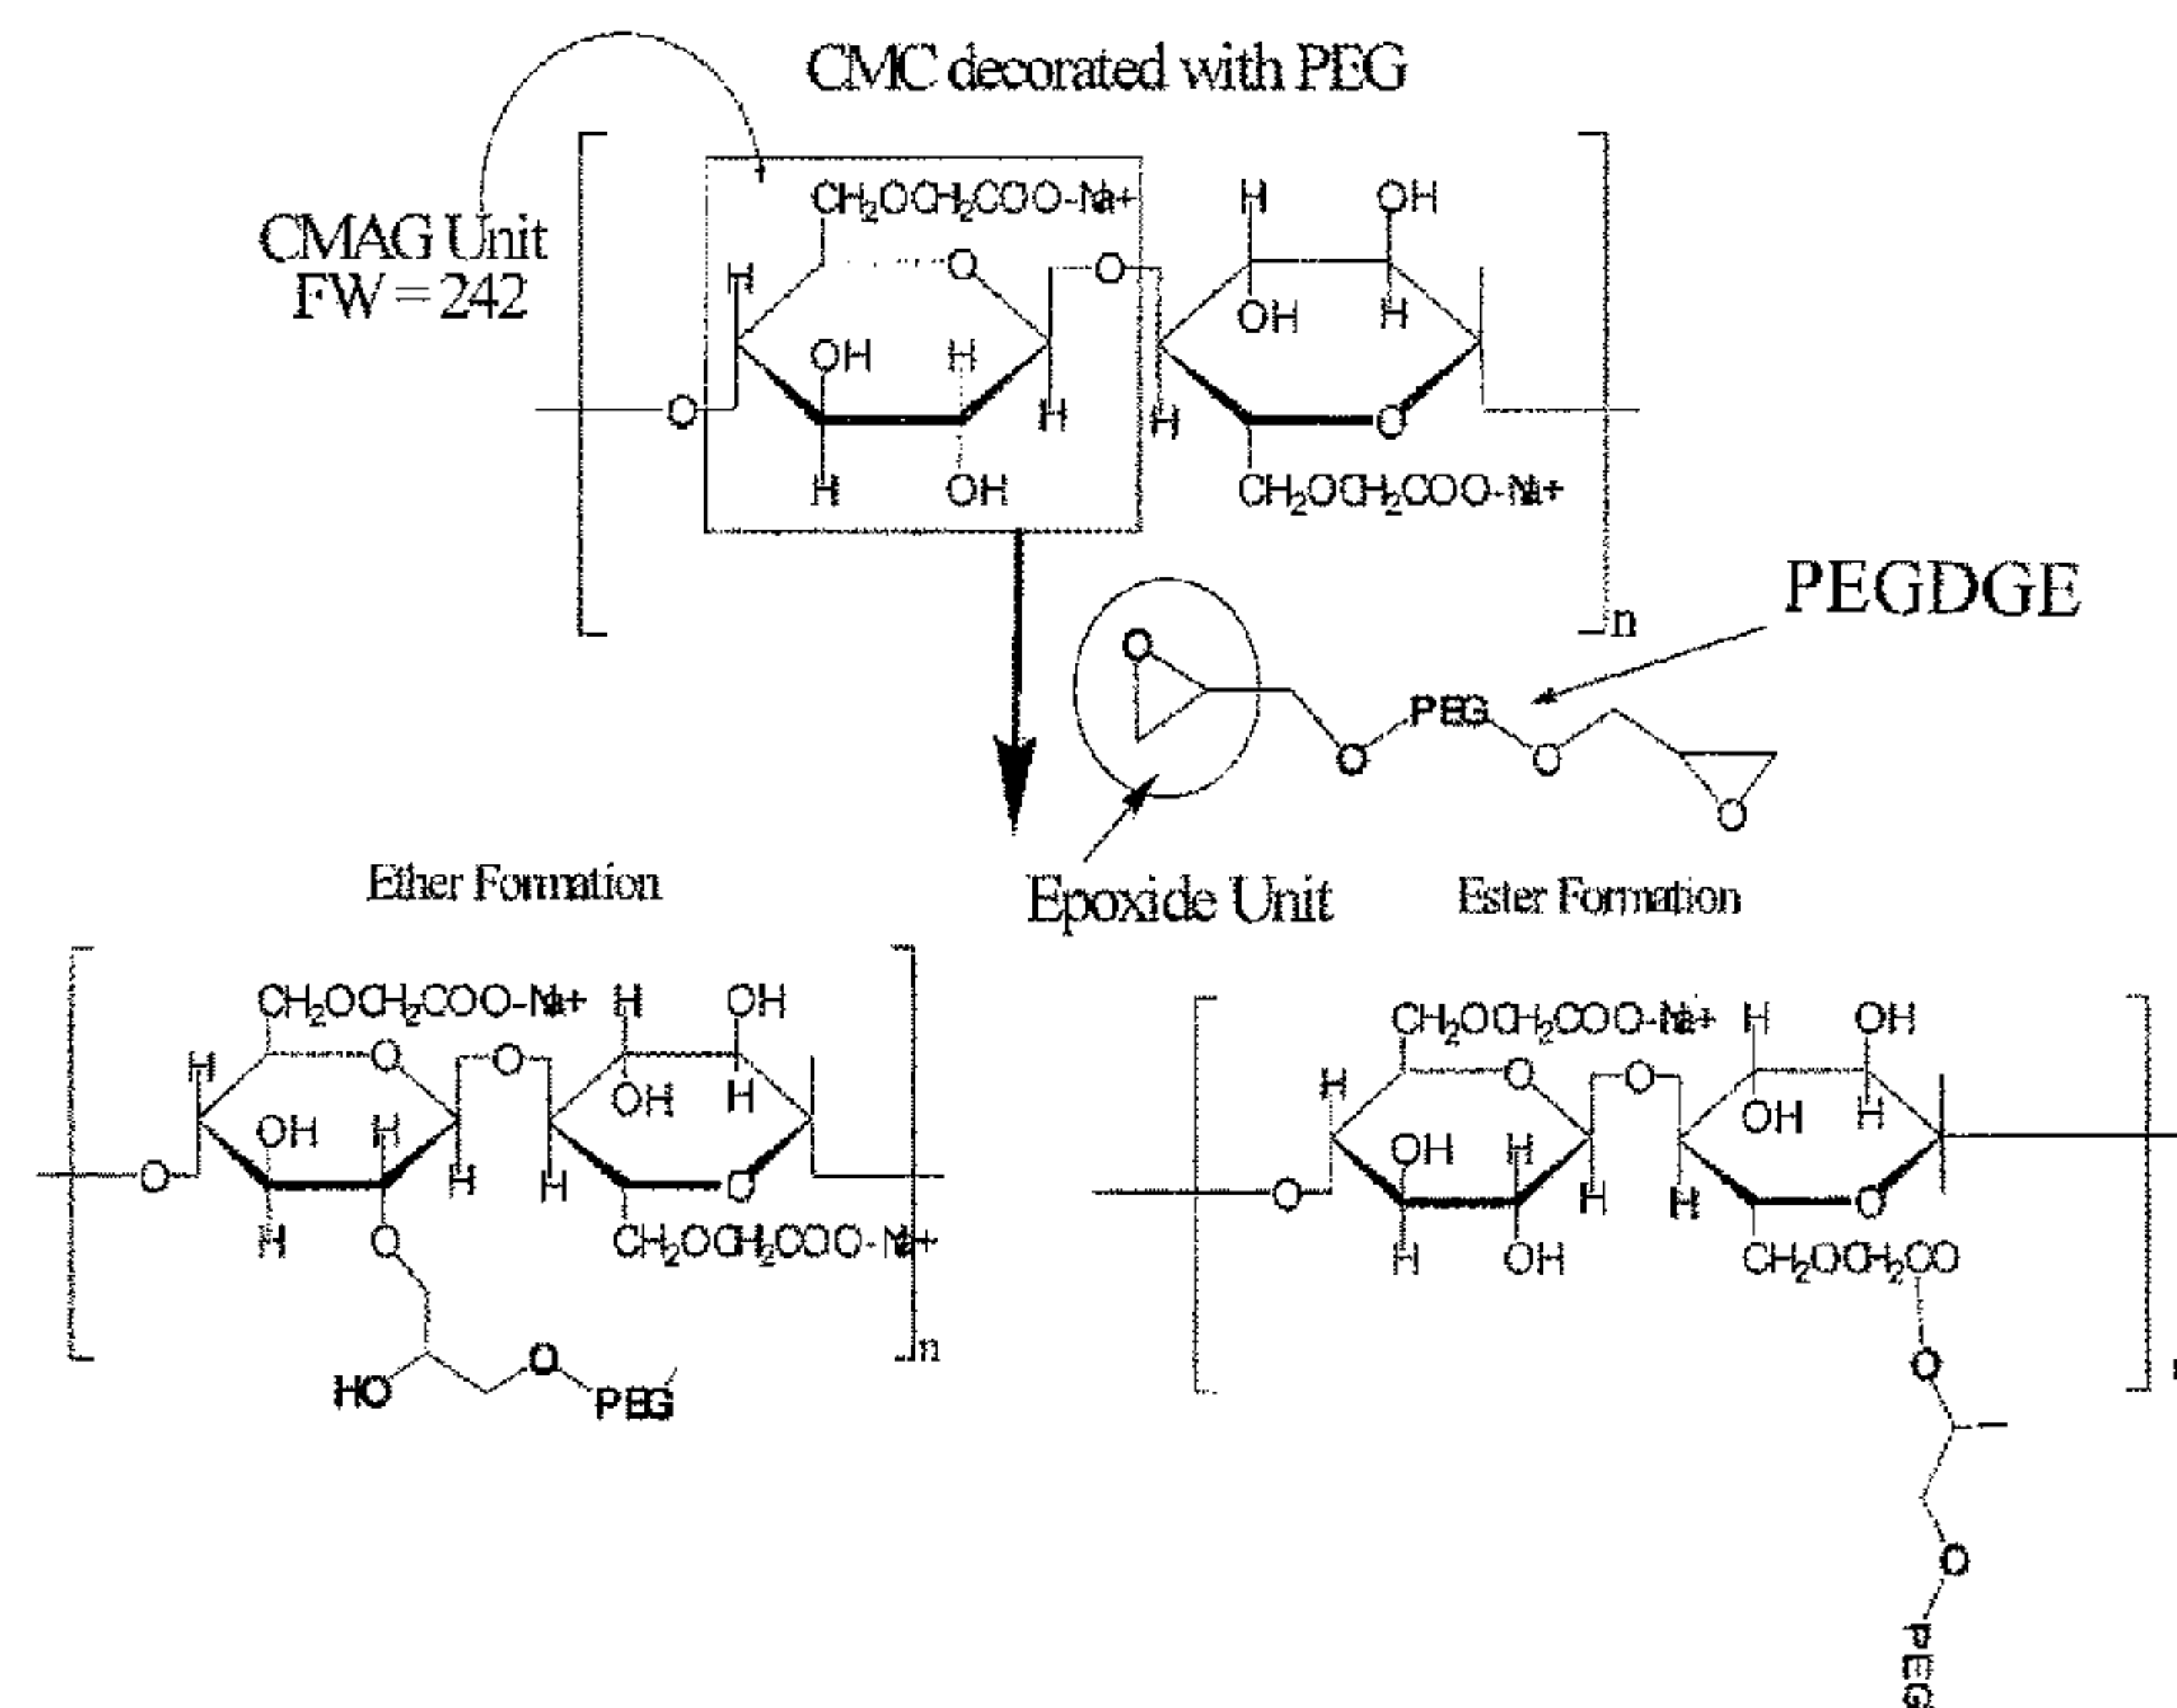 CMC decorated with PEG
CMAG Unit
FW = 242
CH2OCH2COO-Na+
H
OH
H
O
O
OH
H
OH
H
O
H
H
O
H
OH
CH2OCH2COO-Na+
n
PEGDGE
O
PEG
O
O
O
Epoxide Unit
Ether Formation
Ester Formation
CH2OCH2COO-Na+
H
OH
H
O
O
OH
H
OH
H
O
H
H
O
H
O
CH2OCH2COO-Na+
HO
O
PEG
n
CH2OCH2COO-Na+
H
OH
H
O
O
OH
H
OH
H
O
H
H
O
H
OH
CH2OCH2CO
O
O
PEG